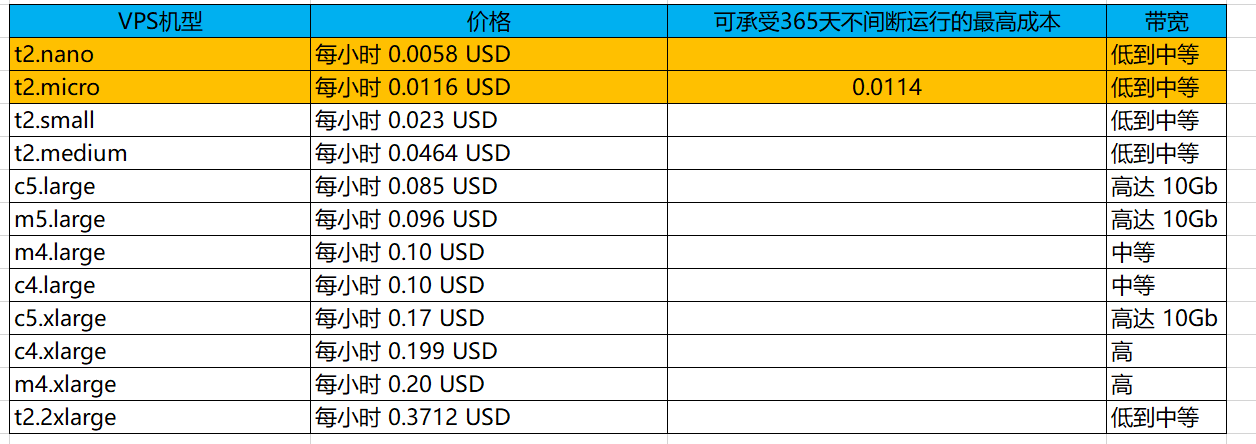 VPS机型 价格 可承受365天不间断运行的最高成本 带宽
t2.nano 每小时 0.0058 USD 低到中等
t2.micro 每小时 0.0116 USD 0.0114 低到中等
t2.small 每小时 0.023 USD 低到中等
t2.medium 每小时 0.0464 USD 低到中等
c5.large 每小时 0.085 USD 高达 10Gb
m5.large 每小时 0.096 USD 高达 10Gb
m4.large 每小时 0.10 USD 中等
c4.large 每小时 0.10 USD 中等
c5.xlarge 每小时 0.17 USD 高达 10Gb
c4.xlarge 每小时 0.199 USD 高
m4.xlarge 每小时 0.20 USD 高
t2.2xlarge 每小时 0.3712 USD 低到中等